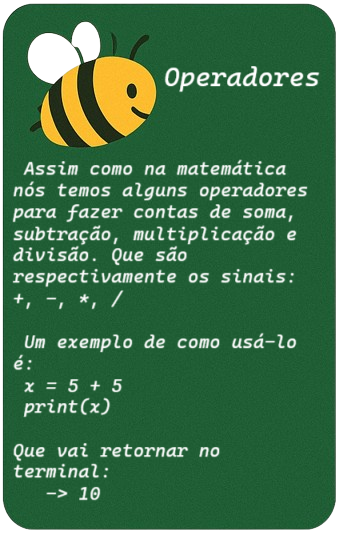 Operadores
Assim como na matemática
nós temos alguns operadores
para fazer contas de soma,
subtração, multiplicação e
divisão. Que são
respectivamente os sinais:
+, -, *, /
Um exemplo de como usá-lo
é:
x = 5 + 5
print(x)
Que vai retornar no
terminal:
-> 10